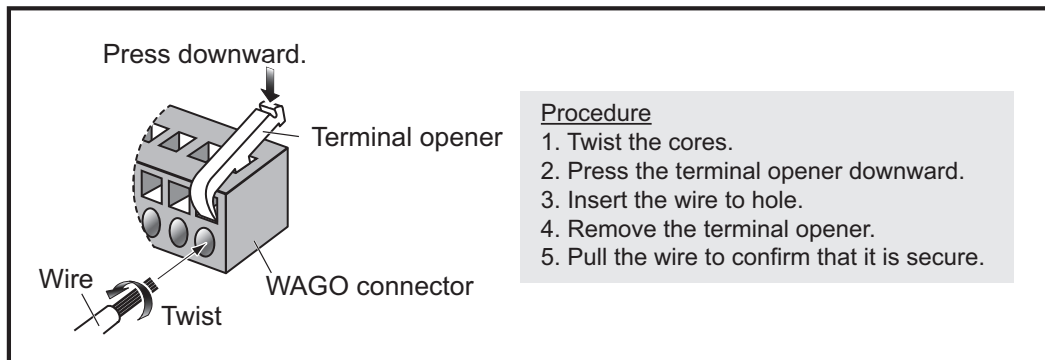 Press downward.
Terminal opener
Wire
Twist
WAGO connector
Procedure
1. Twist the cores.
2. Press the terminal opener downward.
3. Insert the wire to hole.
4. Remove the terminal opener.
5. Pull the wire to confirm that it is secure.